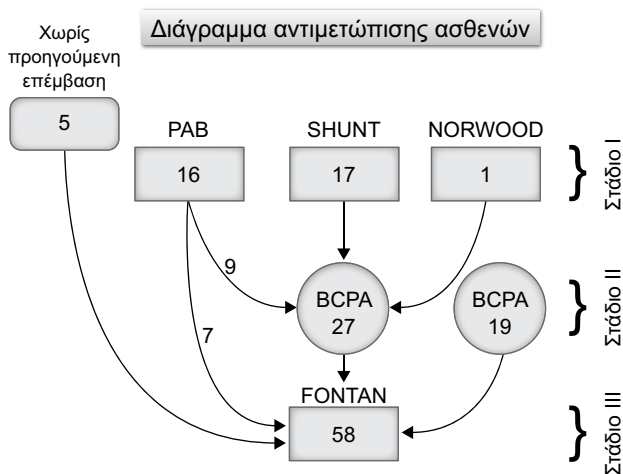 Διάγραμμα αντιμετώπισης ασθενών
Χωρίς
προηγούμενη
επέμβαση
5
PAB
SHUNT
NORWOOD
16
17
1
Στάδιο I
9
BCPA
27
BCPA
19
Στάδιο II
7
FONTAN
58
Στάδιο III